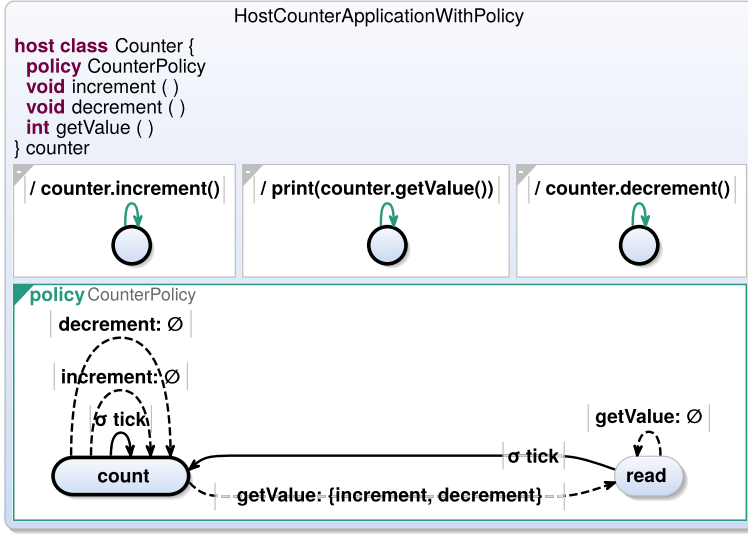 HostCounterApplicationWithPolicy
host class Counter {
policy CounterPolicy
void increment ( )
void decrement ( )
int getValue ( )
} counter
- / counter.increment()
- / print(counter.getValue())
- / counter.decrement()
policy CounterPolicy
decrement: ∅
increment: ∅
σ tick
getValue: ∅
σ tick
count
read
getValue: {increment, decrement}